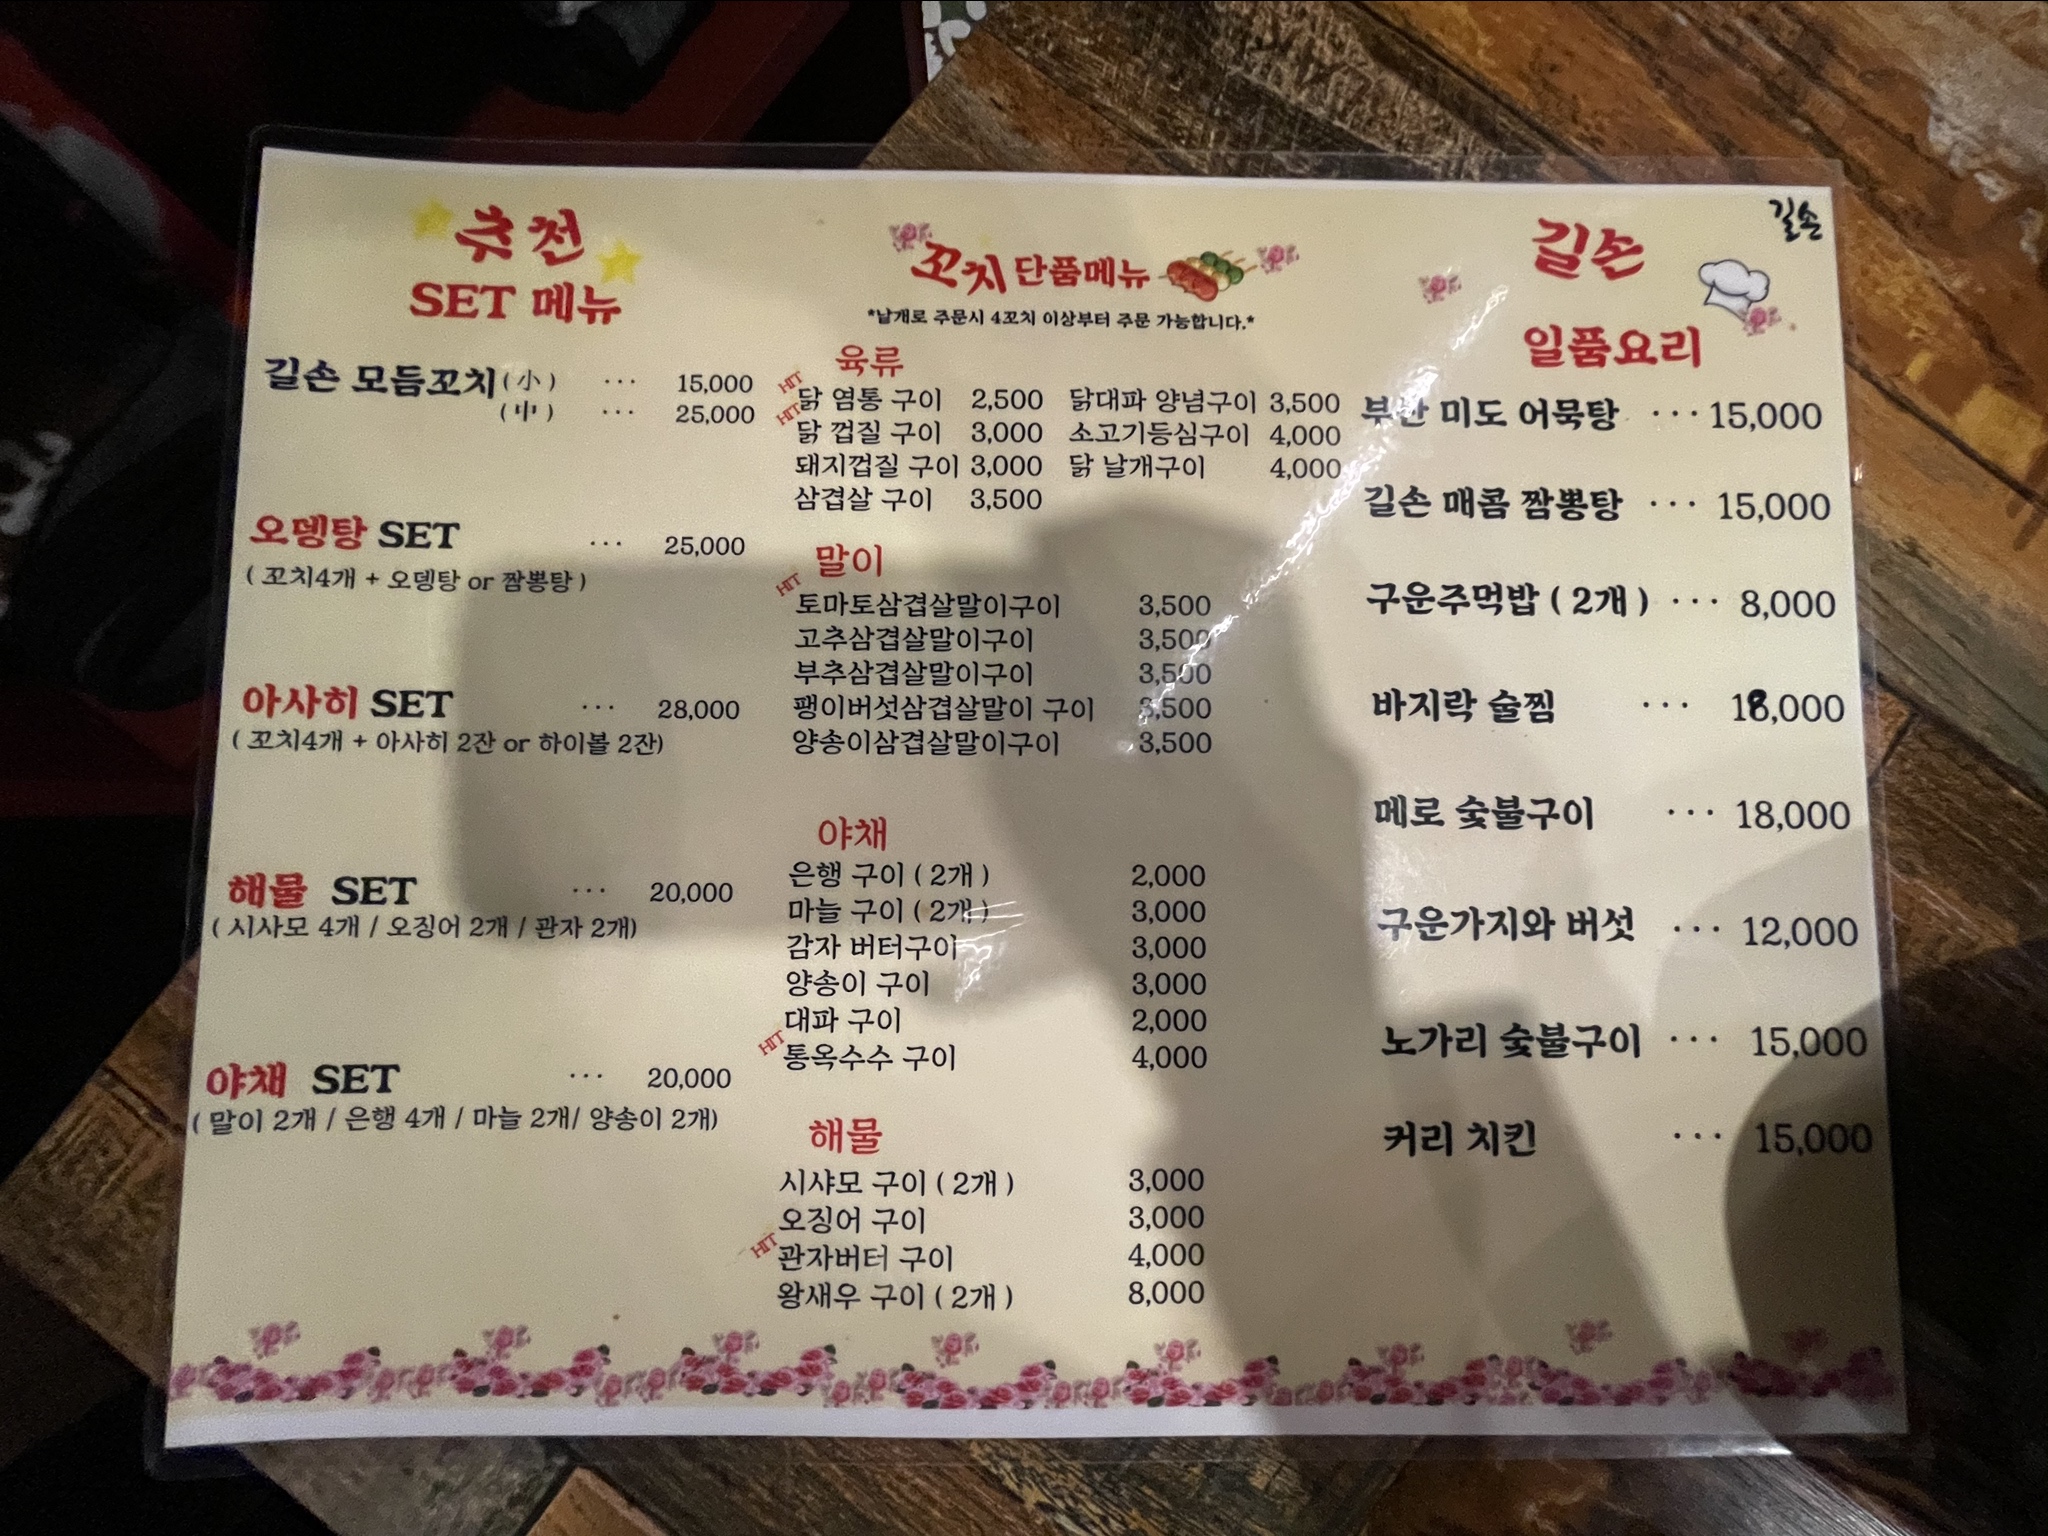 추천
SET 메뉴
길손 모듬꼬치 (小) ... 15,000
(中) ... 25,000
오뎅탕 SET ... 25,000
( 꼬치4개 + 오뎅탕 or 짬뽕탕 )
아사히 SET ... 28,000
( 꼬치4개 + 아사히 2잔 or 하이볼 2잔)
해물 SET ... 20,000
( 시사모 4개 / 오징어 2개 / 관자 2개)
야채 SET ... 20,000
( 말이 2개 / 은행 4개 / 마늘 2개/ 양송이 2개)
꼬치 단품메뉴
*낱개로 주문시 4꼬치 이상부터 주문 가능합니다.*
육류
HIT 닭 염통 구이 2,500 닭대파 양념구이 3,500
HIT 닭 껍질 구이 3,000 소고기등심구이 4,000
돼지껍질 구이 3,000 닭 날개구이 4,000
삼겹살 구이 3,500
말이
HIT 토마토삼겹살말이구이 3,500
고추삼겹살말이구이 3,500
부추삼겹살말이구이 3,500
팽이버섯삼겹살말이 구이 3,500
양송이삼겹살말이구이 3,500
야채
은행 구이 ( 2개 ) 2,000
마늘 구이 ( 2개 ) 3,000
감자 버터구이 3,000
양송이 구이 3,000
대파 구이 2,000
HIT 통옥수수 구이 4,000
해물
시샤모 구이 ( 2개 ) 3,000
오징어 구이 3,000
HIT 관자버터 구이 4,000
왕새우 구이 ( 2개 ) 8,000
길손
길손
일품요리
부산 미도 어묵탕 ... 15,000
길손 매콤 짬뽕탕 ... 15,000
구운주먹밥 ( 2개 ) ... 8,000
바지락 술찜 ... 18,000
메로 숯불구이 ... 18,000
구운가지와 버섯 ... 12,000
노가리 숯불구이 ... 15,000
커리 치킨 ... 15,000